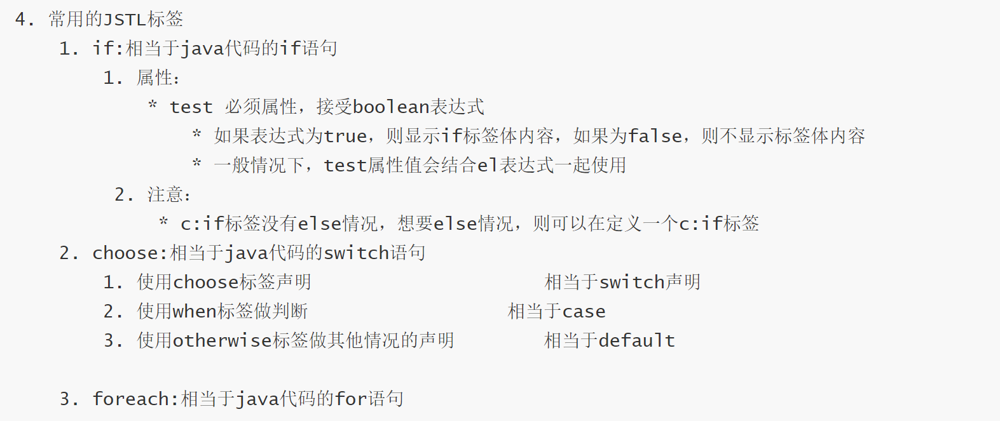 4. 常用的JSTL标签
1. if:相当于java代码的if语句
1. 属性：
* test 必须属性，接受boolean表达式
* 如果表达式为true，则显示if标签体内容，如果为false，则不显示标签体内容
* 一般情况下，test属性值会结合el表达式一起使用
2. 注意：
* c:if标签没有else情况，想要else情况，则可以在定义一个c:if标签
2. choose:相当于java代码的switch语句
1. 使用choose标签声明 相当于switch声明
2. 使用when标签做判断 相当于case
3. 使用otherwise标签做其他情况的声明 相当于default
3. foreach:相当于java代码的for语句